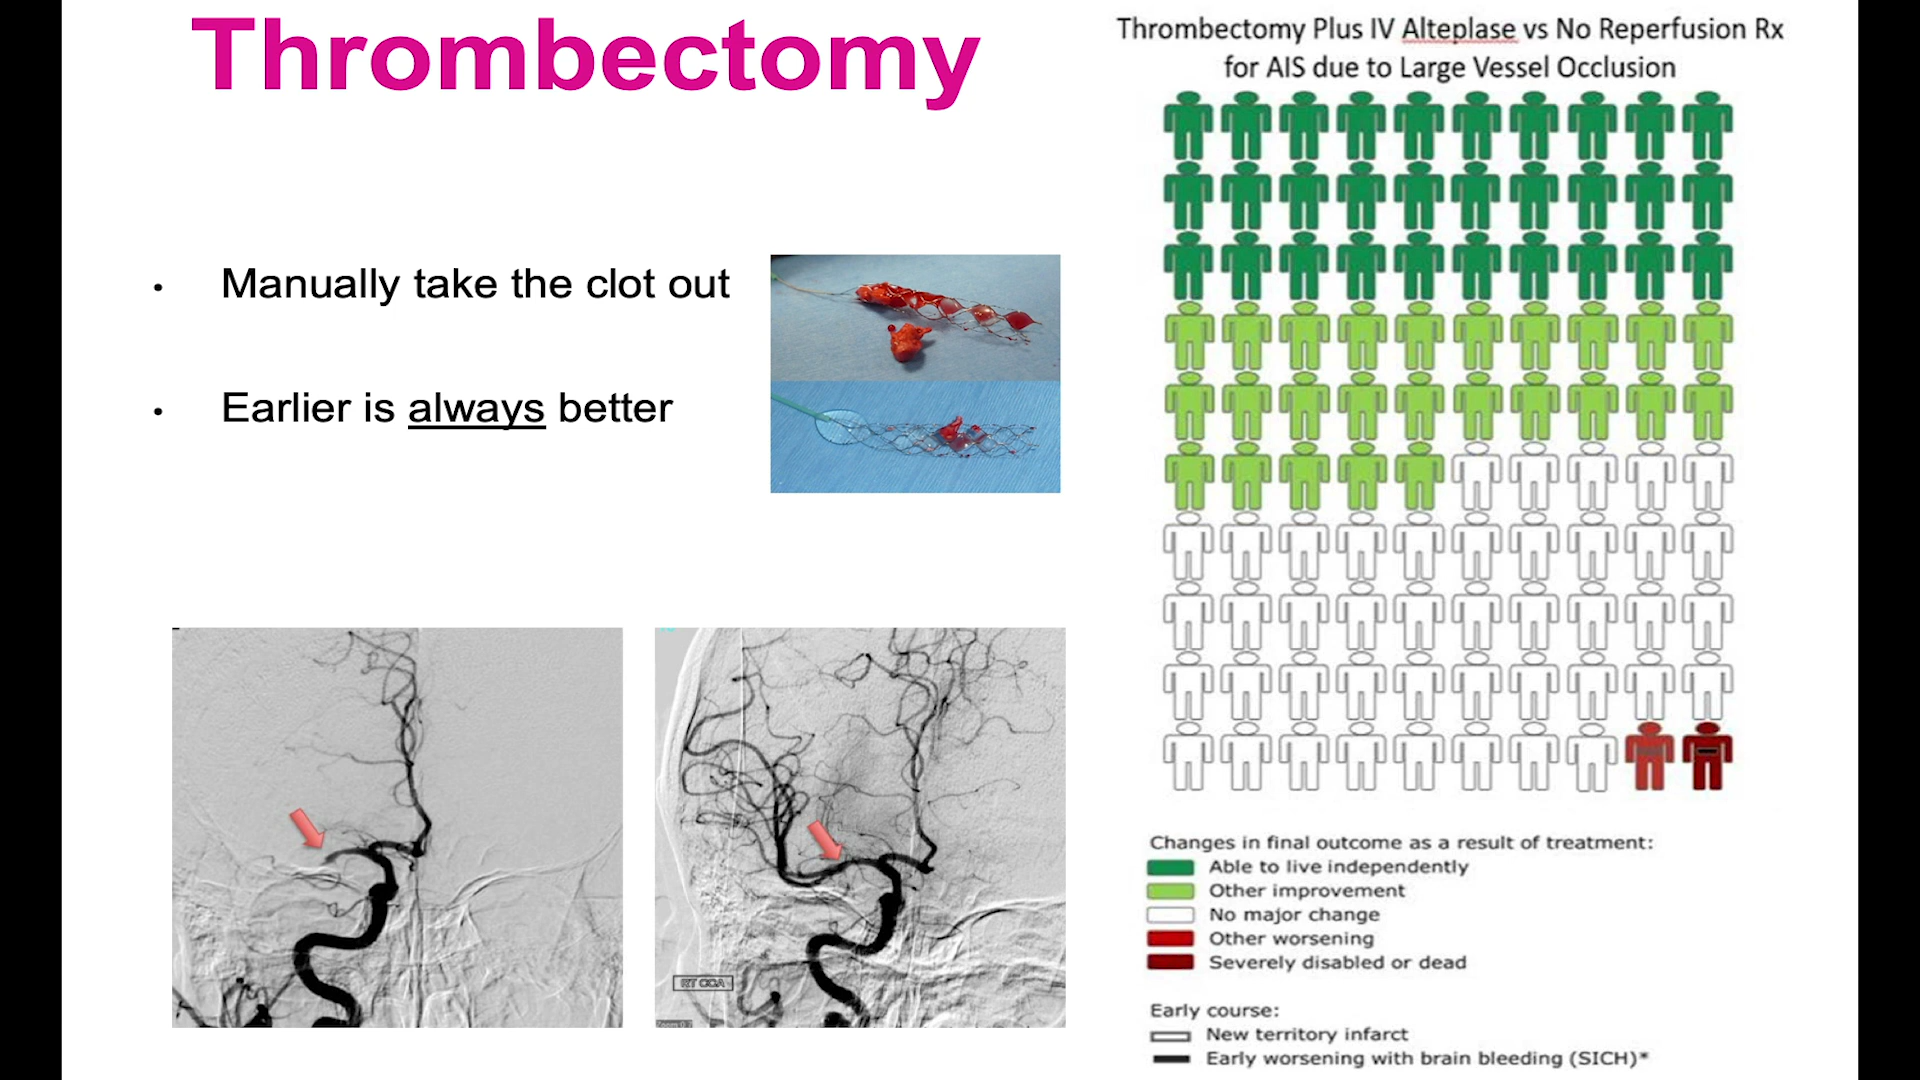 Thrombectomy
• Manually take the clot out
• Earlier is always better
RT CCA
Thrombectomy Plus IV Alteplase vs No Reperfusion Rx
for AIS due to Large Vessel Occlusion
Changes in final outcome as a result of treatment:
Able to live independently
Other improvement
No major change
Other worsening
Severely disabled or dead
Early course:
New territory infarct
Early worsening with brain bleeding (SICH)*